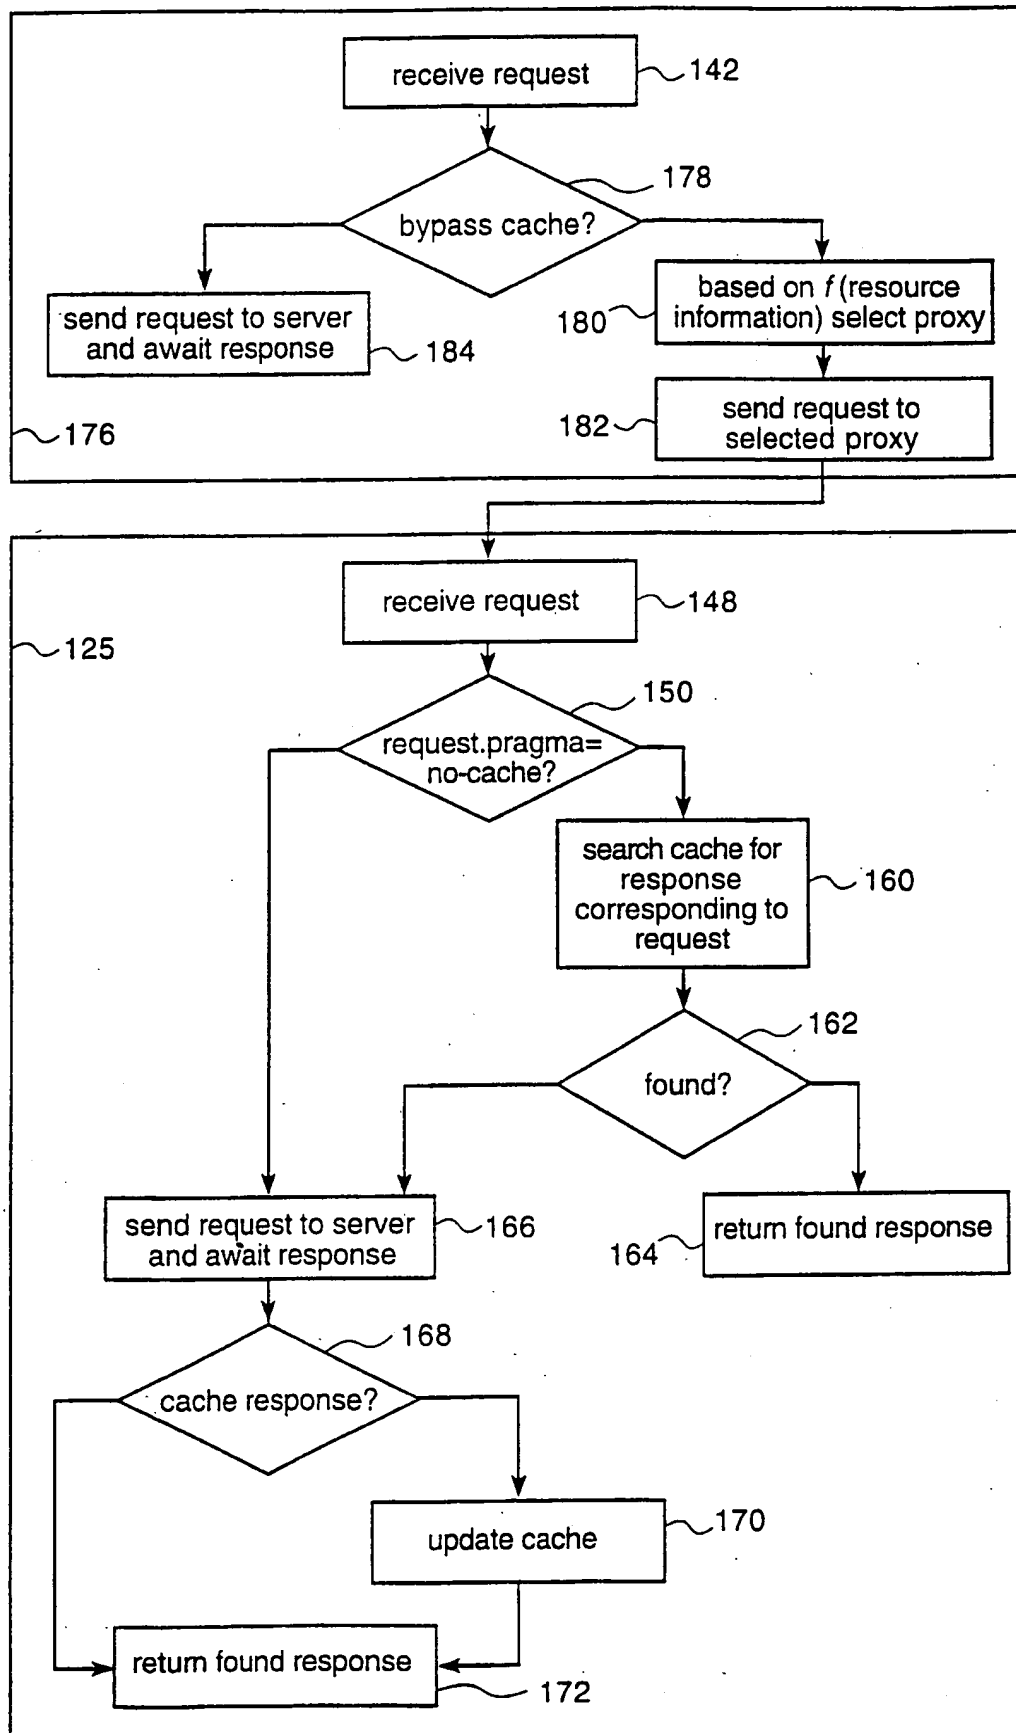 receive request
142
178
bypass cache?
send request to server
and await response
184
180
based on f (resource
information) select proxy
182
send request to
selected proxy
176
receive request
148
125
150
request.pragma=
no-cache?
search cache for
response
corresponding to
request
160
162
found?
send request to server
and await response
166
164
return found response
168
cache response?
update cache
170
return found response
172